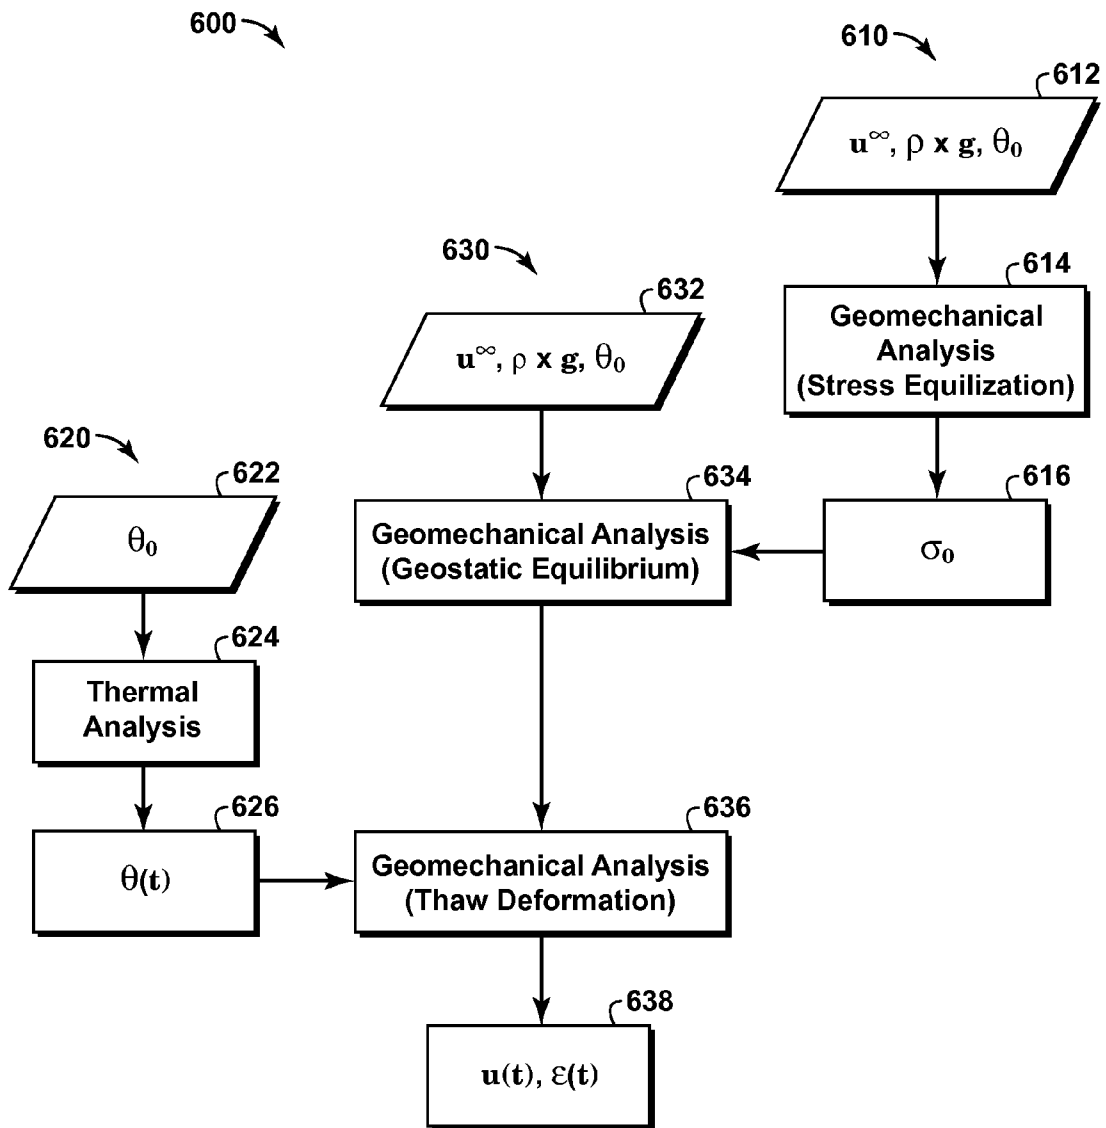 600
610
612
u∞, ρ x g, θ0
630
632
614
Geomechanical
Analysis
(Stress Equilization)
u∞, ρ x g, θ0
620
622
634
616
θ0
Geomechanical Analysis
(Geostatic Equilibrium)
σ0
624
Thermal
Analysis
626
636
θ(t)
Geomechanical Analysis
(Thaw Deformation)
638
u(t), ε(t)